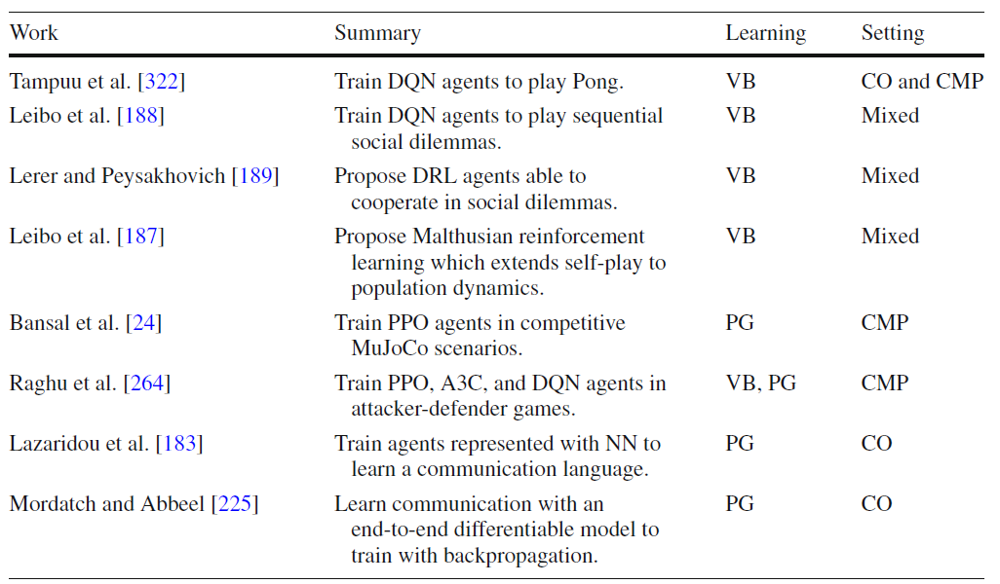 Work Summary Learning Setting
Tampuu et al. [322] Train DQN agents to play Pong. VB CO and CMP
Leibo et al. [188] Train DQN agents to play sequential VB Mixed
social dilemmas.
Lerer and Peysakhovich [189] Propose DRL agents able to VB Mixed
cooperate in social dilemmas.
Leibo et al. [187] Propose Malthusian reinforcement VB Mixed
learning which extends self-play to
population dynamics.
Bansal et al. [24] Train PPO agents in competitive PG CMP
MuJoCo scenarios.
Raghu et al. [264] Train PPO, A3C, and DQN agents in VB, PG CMP
attacker-defender games.
Lazaridou et al. [183] Train agents represented with NN to PG CO
learn a communication language.
Mordatch and Abbeel [225] Learn communication with an PG CO
end-to-end differentiable model to
train with backpropagation.